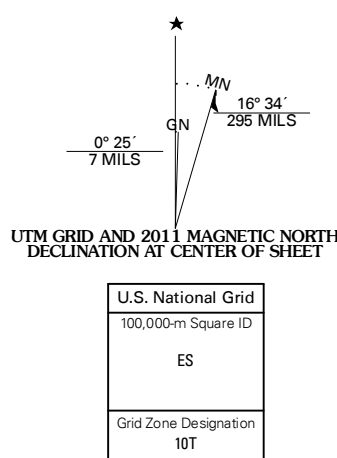 MN
16° 34´
295 MILS
GN
0° 25´
7 MILS
UTM GRID AND 2011 MAGNETIC NORTH
DECLINATION AT CENTER OF SHEET
U.S. National Grid
100,000-m Square ID
ES
Grid Zone Designation
10T